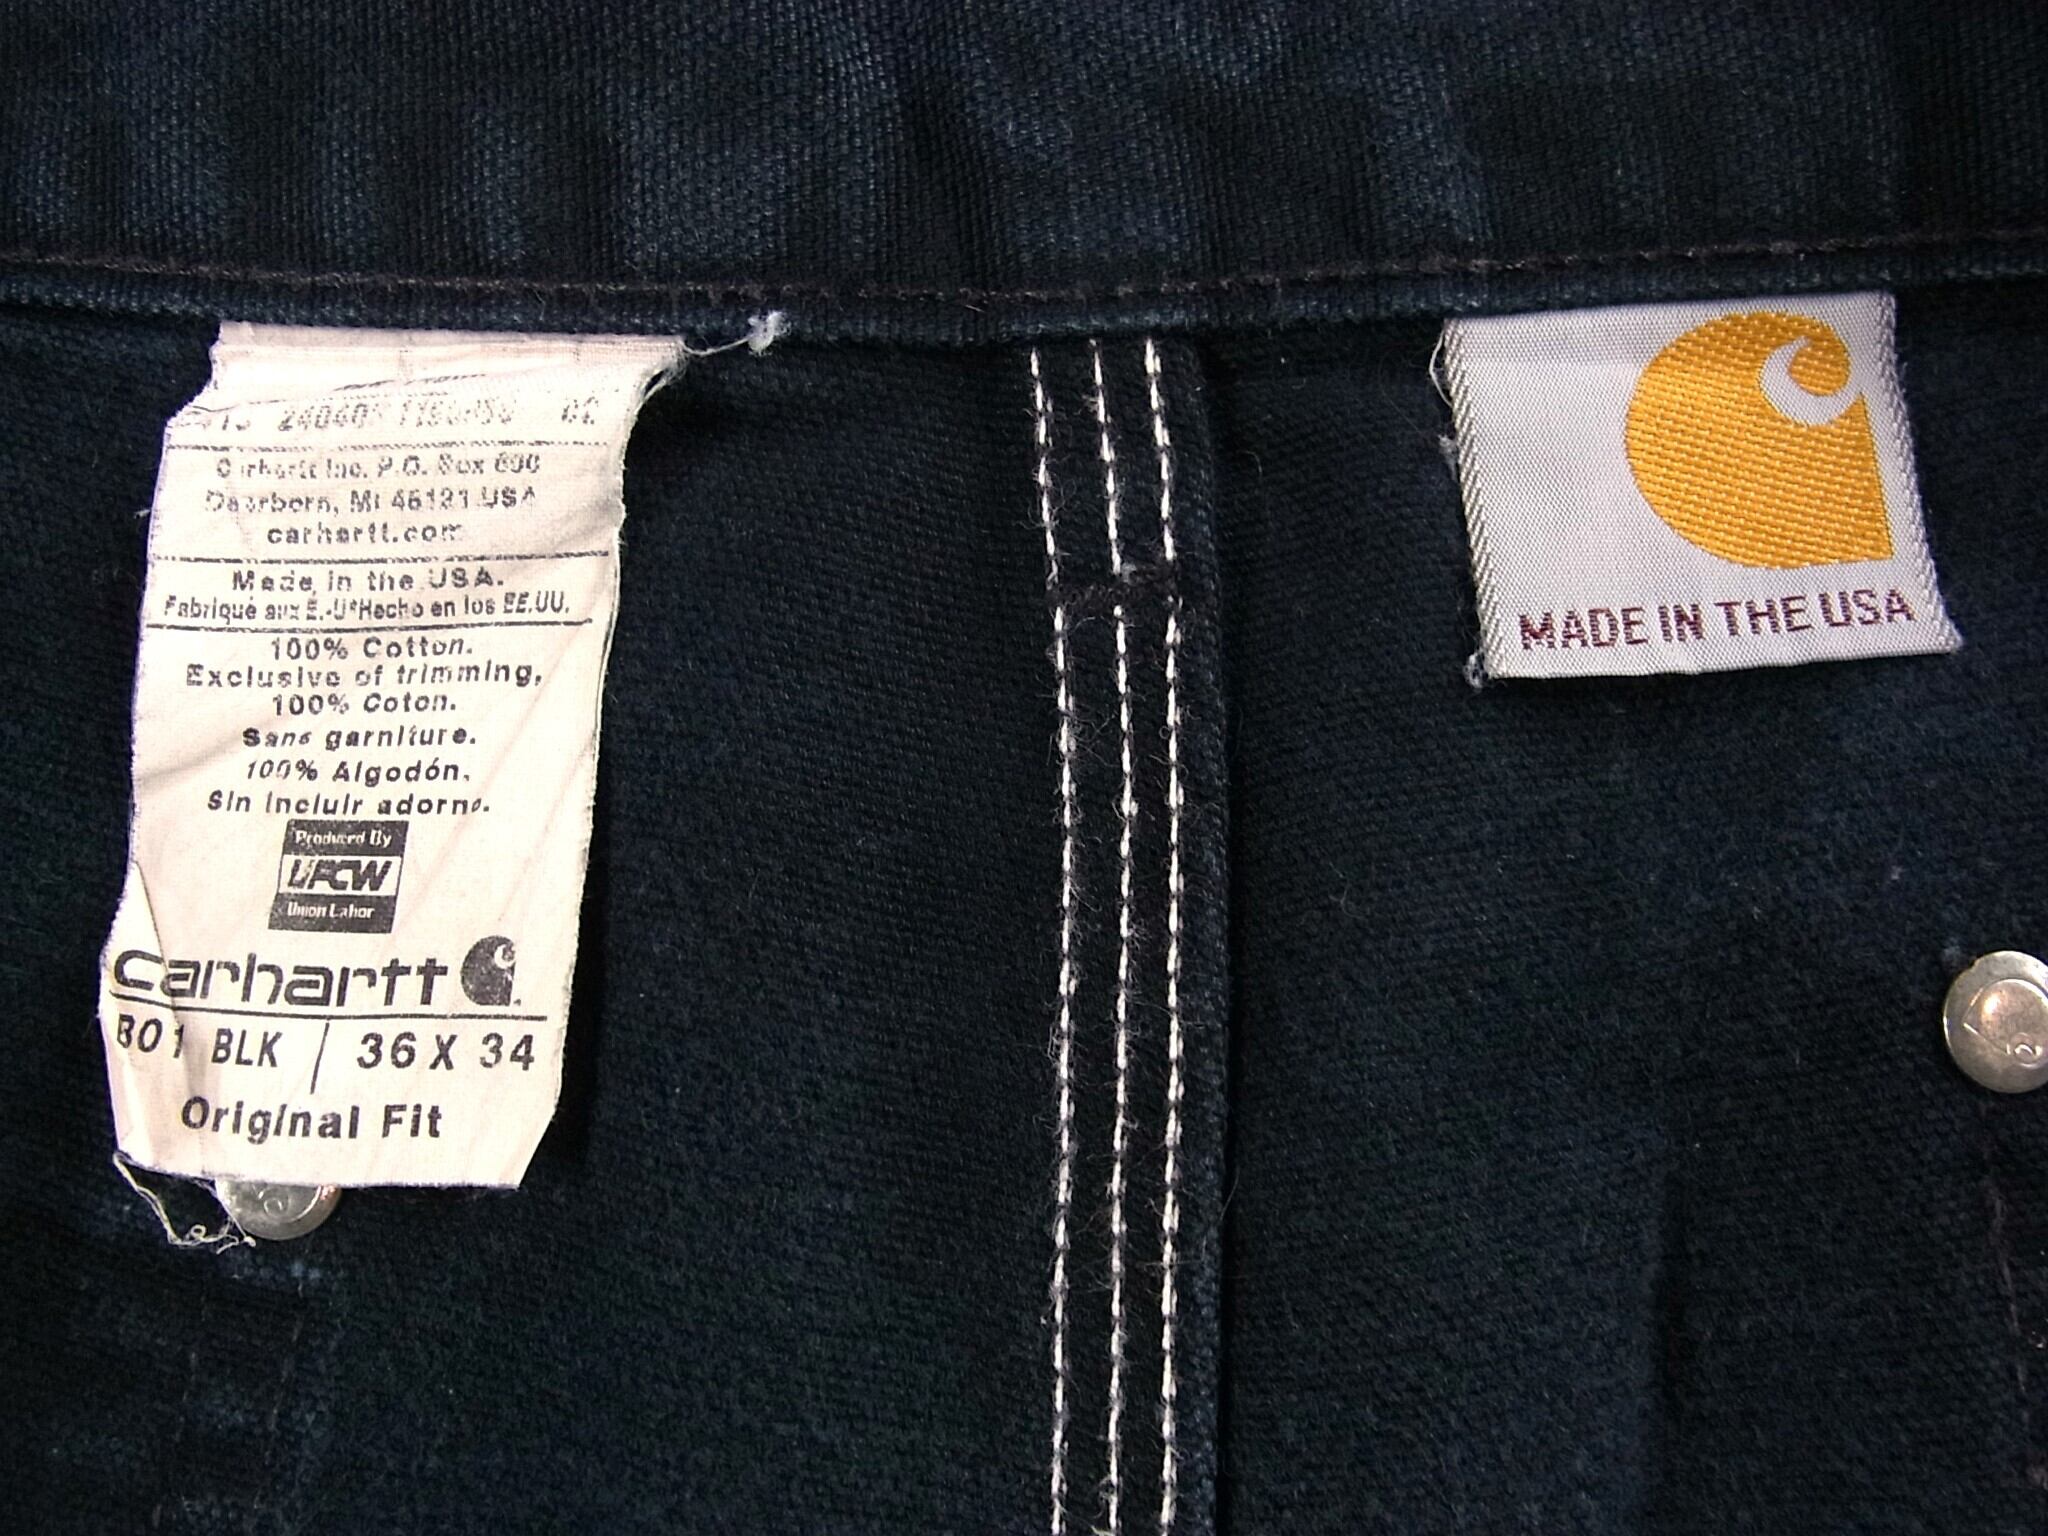 Carhartt Inc. P.O. Box 600
Dearborn, MI 48121 USA
carhartt.com
Made in the USA.
Fabriqué aux E.-U*Hecho en los EE.UU.
100% Cotton.
Exclusive of trimming.
100% Coton.
Sans garniture.
100% Algodón.
Sin incluir adorno.
Produced By
UFCW
Union Labor
carhartt
B01 BLK 36 X 34
Original Fit
MADE IN THE USA